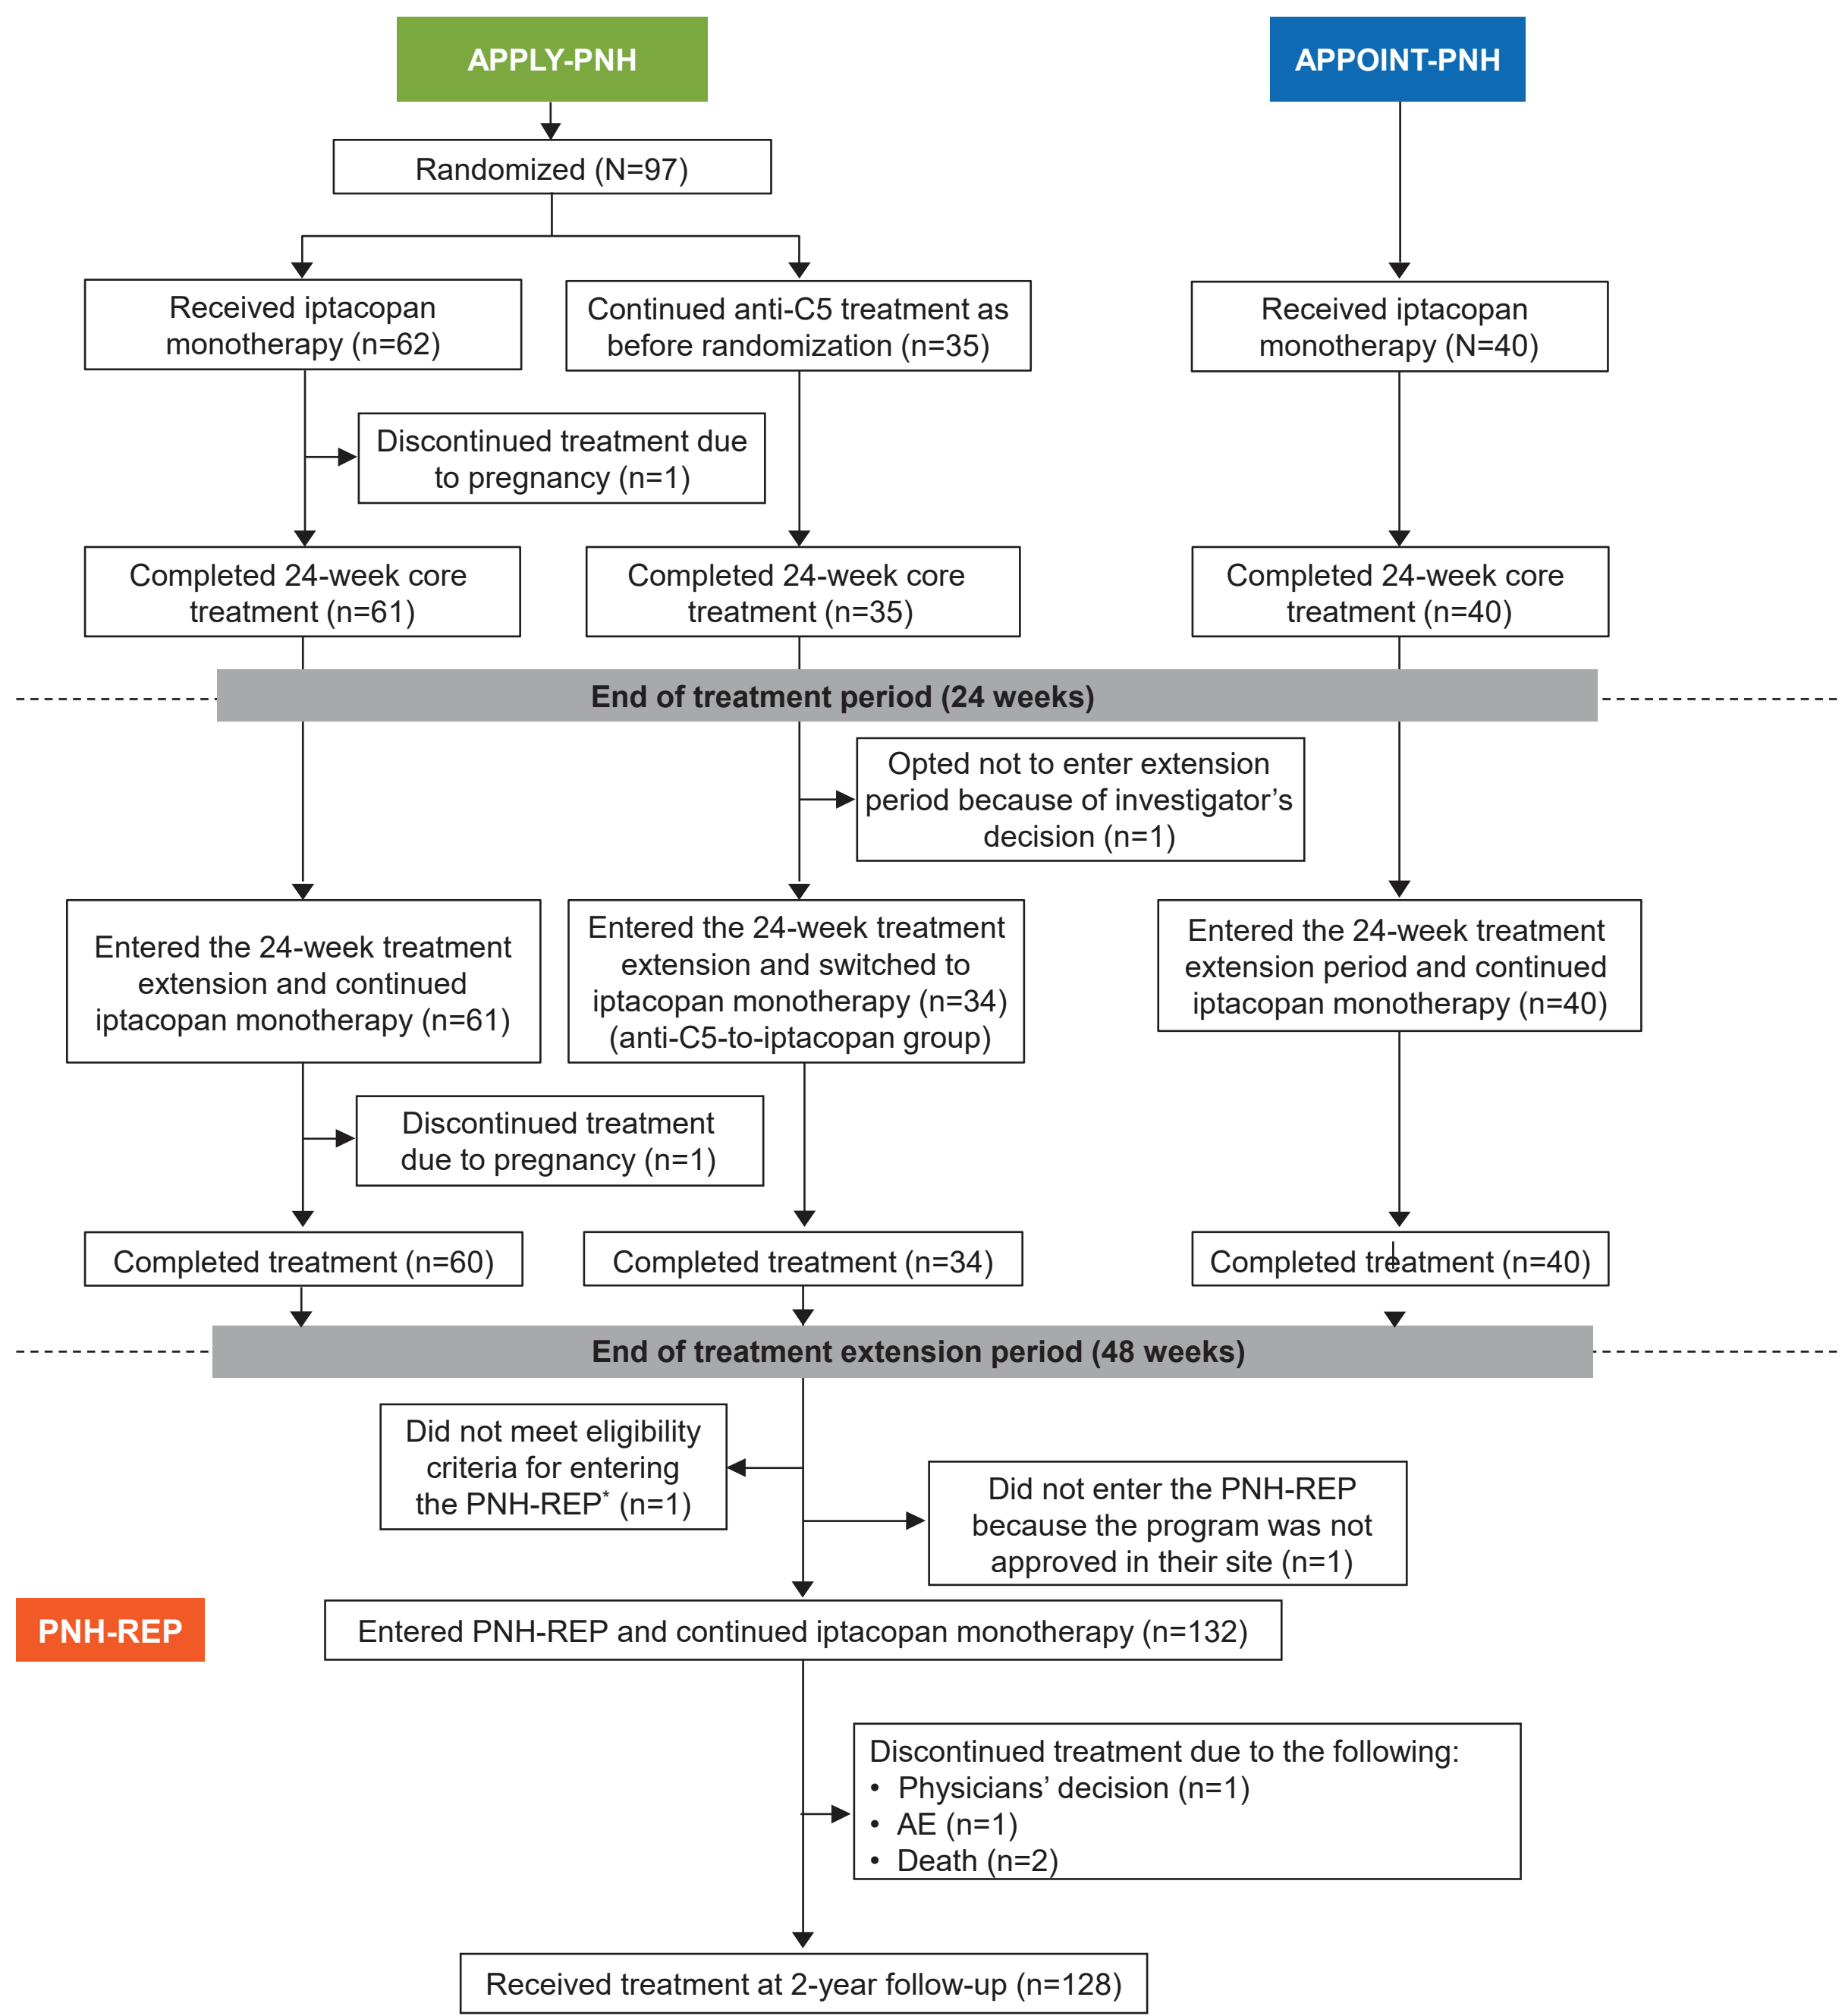 APPLY-PNH
APPOINT-PNH
Randomized (N=97)
Received iptacopan
monotherapy (n=62)
Continued anti-C5 treatment as
before randomization (n=35)
Received iptacopan
monotherapy (N=40)
Discontinued treatment due
to pregnancy (n=1)
Completed 24-week core
treatment (n=61)
Completed 24-week core
treatment (n=35)
Completed 24-week core
treatment (n=40)
End of treatment period (24 weeks)
Opted not to enter extension
period because of investigator’s
decision (n=1)
Entered the 24-week treatment
extension and continued
iptacopan monotherapy (n=61)
Entered the 24-week treatment
extension and switched to
iptacopan monotherapy (n=34)
(anti-C5-to-iptacopan group)
Entered the 24-week treatment
extension period and continued
iptacopan monotherapy (n=40)
Discontinued treatment
due to pregnancy (n=1)
Completed treatment (n=60)
Completed treatment (n=34)
Completed treatment (n=40)
End of treatment extension period (48 weeks)
Did not meet eligibility
criteria for entering
the PNH-REP* (n=1)
Did not enter the PNH-REP
because the program was not
approved in their site (n=1)
PNH-REP
Entered PNH-REP and continued iptacopan monotherapy (n=132)
Discontinued treatment due to the following:
• Physicians’ decision (n=1)
• AE (n=1)
• Death (n=2)
Received treatment at 2-year follow-up (n=128)